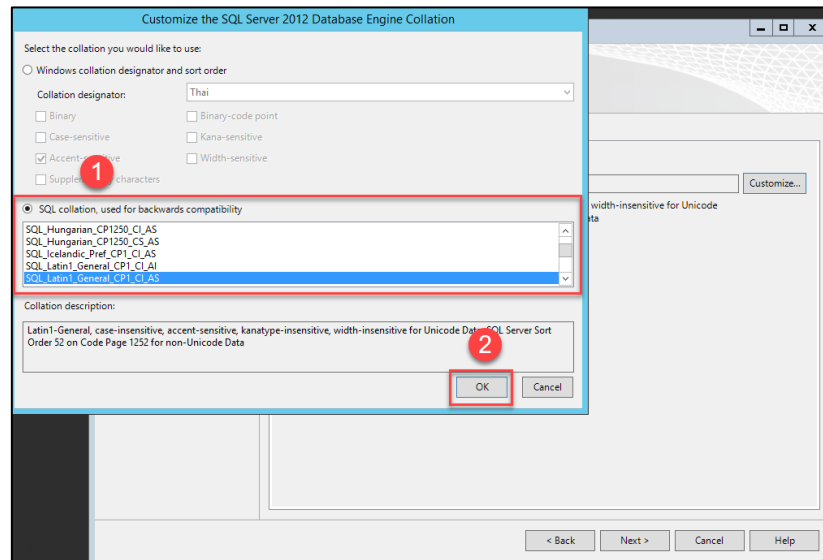 Customize the SQL Server 2012 Database Engine Collation
Select the collation you would like to use:
Windows collation designator and sort order
Collation designator:
Thai
Binary
Binary-code point
Case-sensitive
Kana-sensitive
Width-sensitive
1
characters
SQL collation, used for backwards compatibility
SQL_Hungarian_CP1250_CI_AS
SQL_Hungarian_CP1250_CS_AS
SQL_Icelandic_Pref_CP1_CI_AS
SQL_Latin1_General_CP1_CI_AI
SQL_Latin1_General_CP1_CI_AS
Collation description:
Latin1-General, case-insensitive, accent-sensitive, kanatype-insensitive, width-insensitive for Unicode Data, SQL Server Sort
Order 52 on Code Page 1252 for non-Unicode Data
2
OK
Cancel
Customize...
width-insensitive for Unicode
< Back
Next >
Cancel
Help